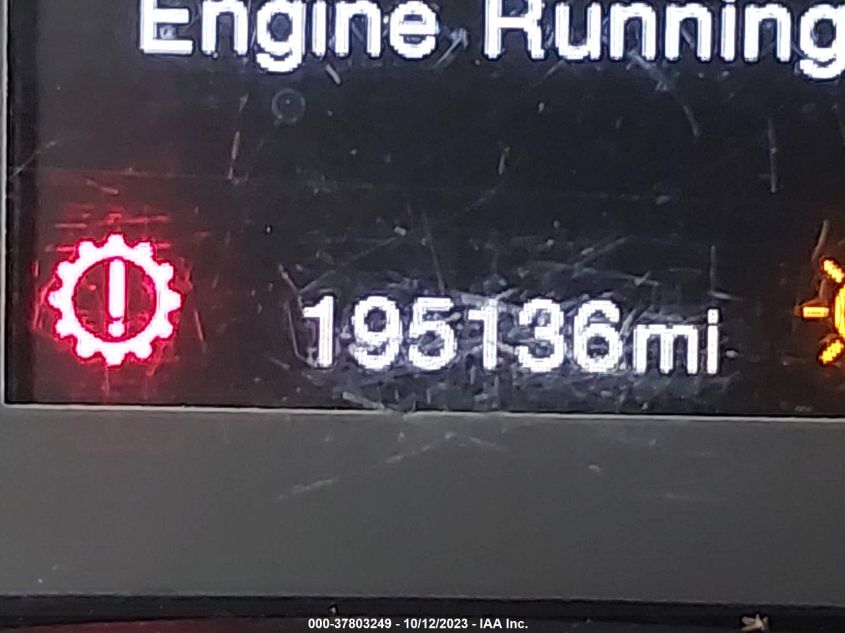 Engine Running
195136mi
000-37803249 - 10/12/2023 - IAA Inc.